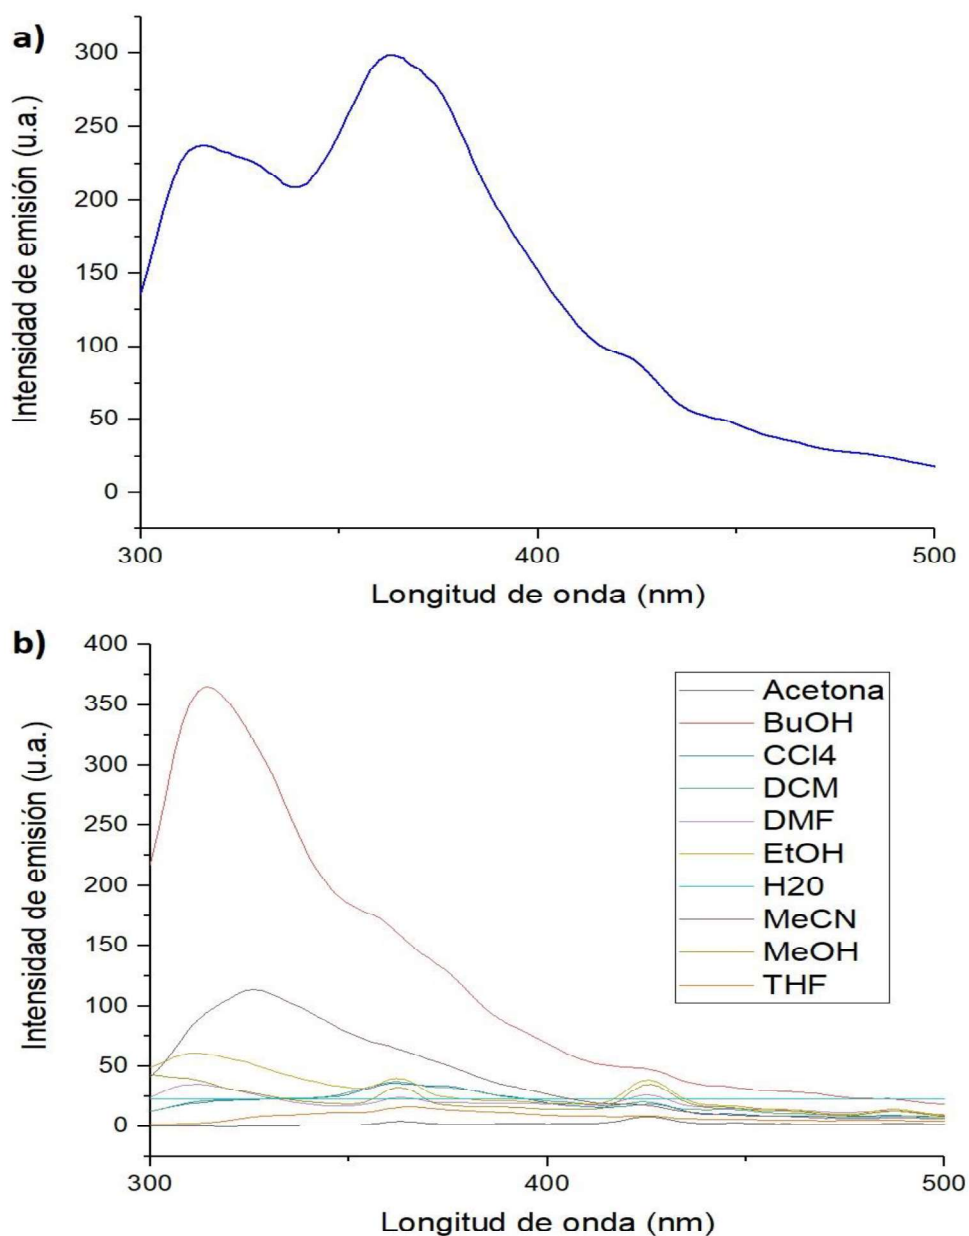 a)
Intensidad de emisión (u.a.)
300
250
200
150
100
50
0
300
400
500
Longitud de onda (nm)
b)
Intensidad de emisión (u.a.)
400
350
300
250
200
150
100
50
0
Acetona
BuOH
CCl4
DCM
DMF
EtOH
H20
MeCN
MeOH
THF
300
400
500
Longitud de onda (nm)